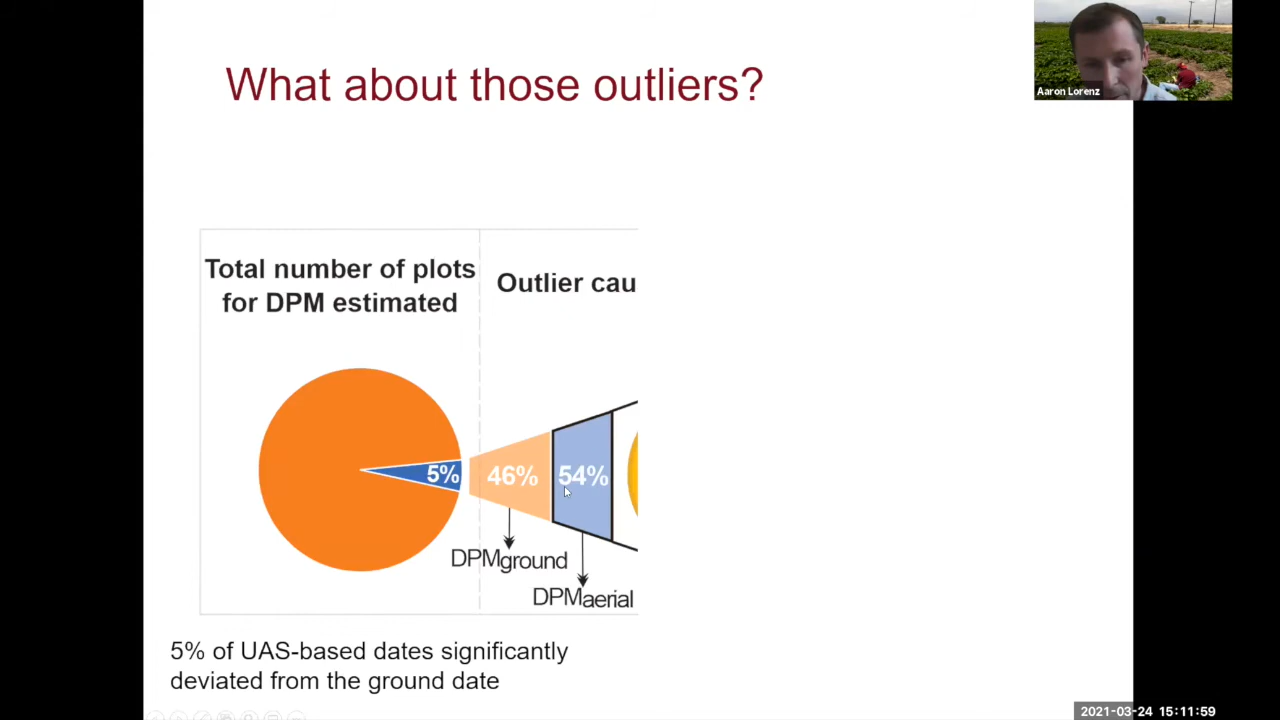 What about those outliers?
Aaron Lorenz
Total number of plots
for DPM estimated
Outlier cau
5%
46%
54%
DPMground
DPMaerial
5% of UAS-based dates significantly
deviated from the ground date
2021-03-24 15:11:59